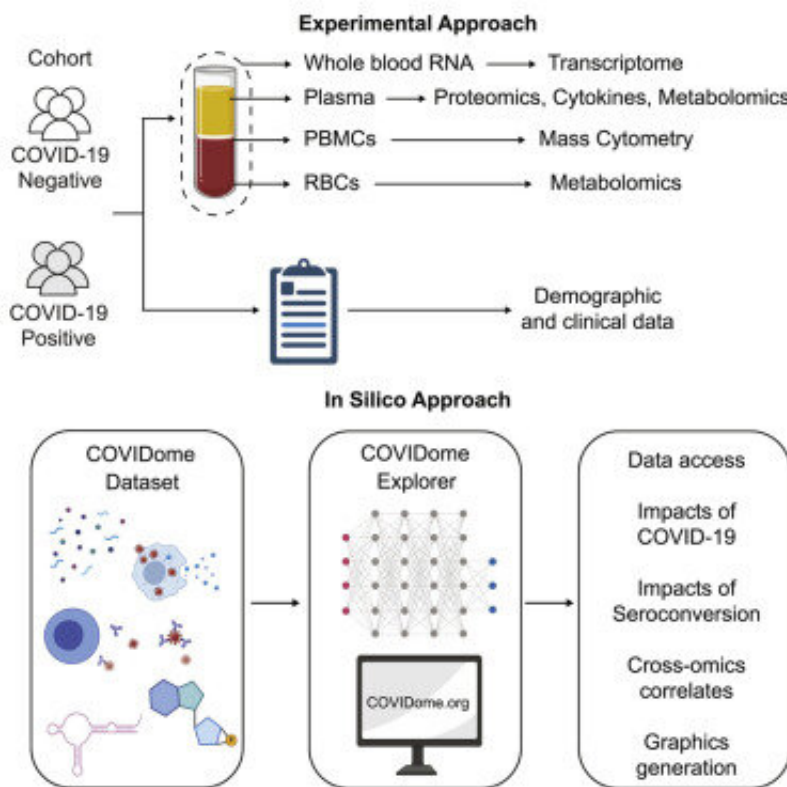 Experimental Approach
Cohort
COVID-19
Negative
COVID-19
Positive
Whole blood RNA
Transcriptome
Plasma
Proteomics, Cytokines, Metabolomics
PBMCs
Mass Cytometry
RBCs
Metabolomics
Demographic
and clinical data
In Silico Approach
COVIDome
Dataset
P
COVIDome
Explorer
COVIDome.org
Data access
Impacts of
COVID-19
Impacts of
Seroconversion
Cross-omics
correlates
Graphics
generation